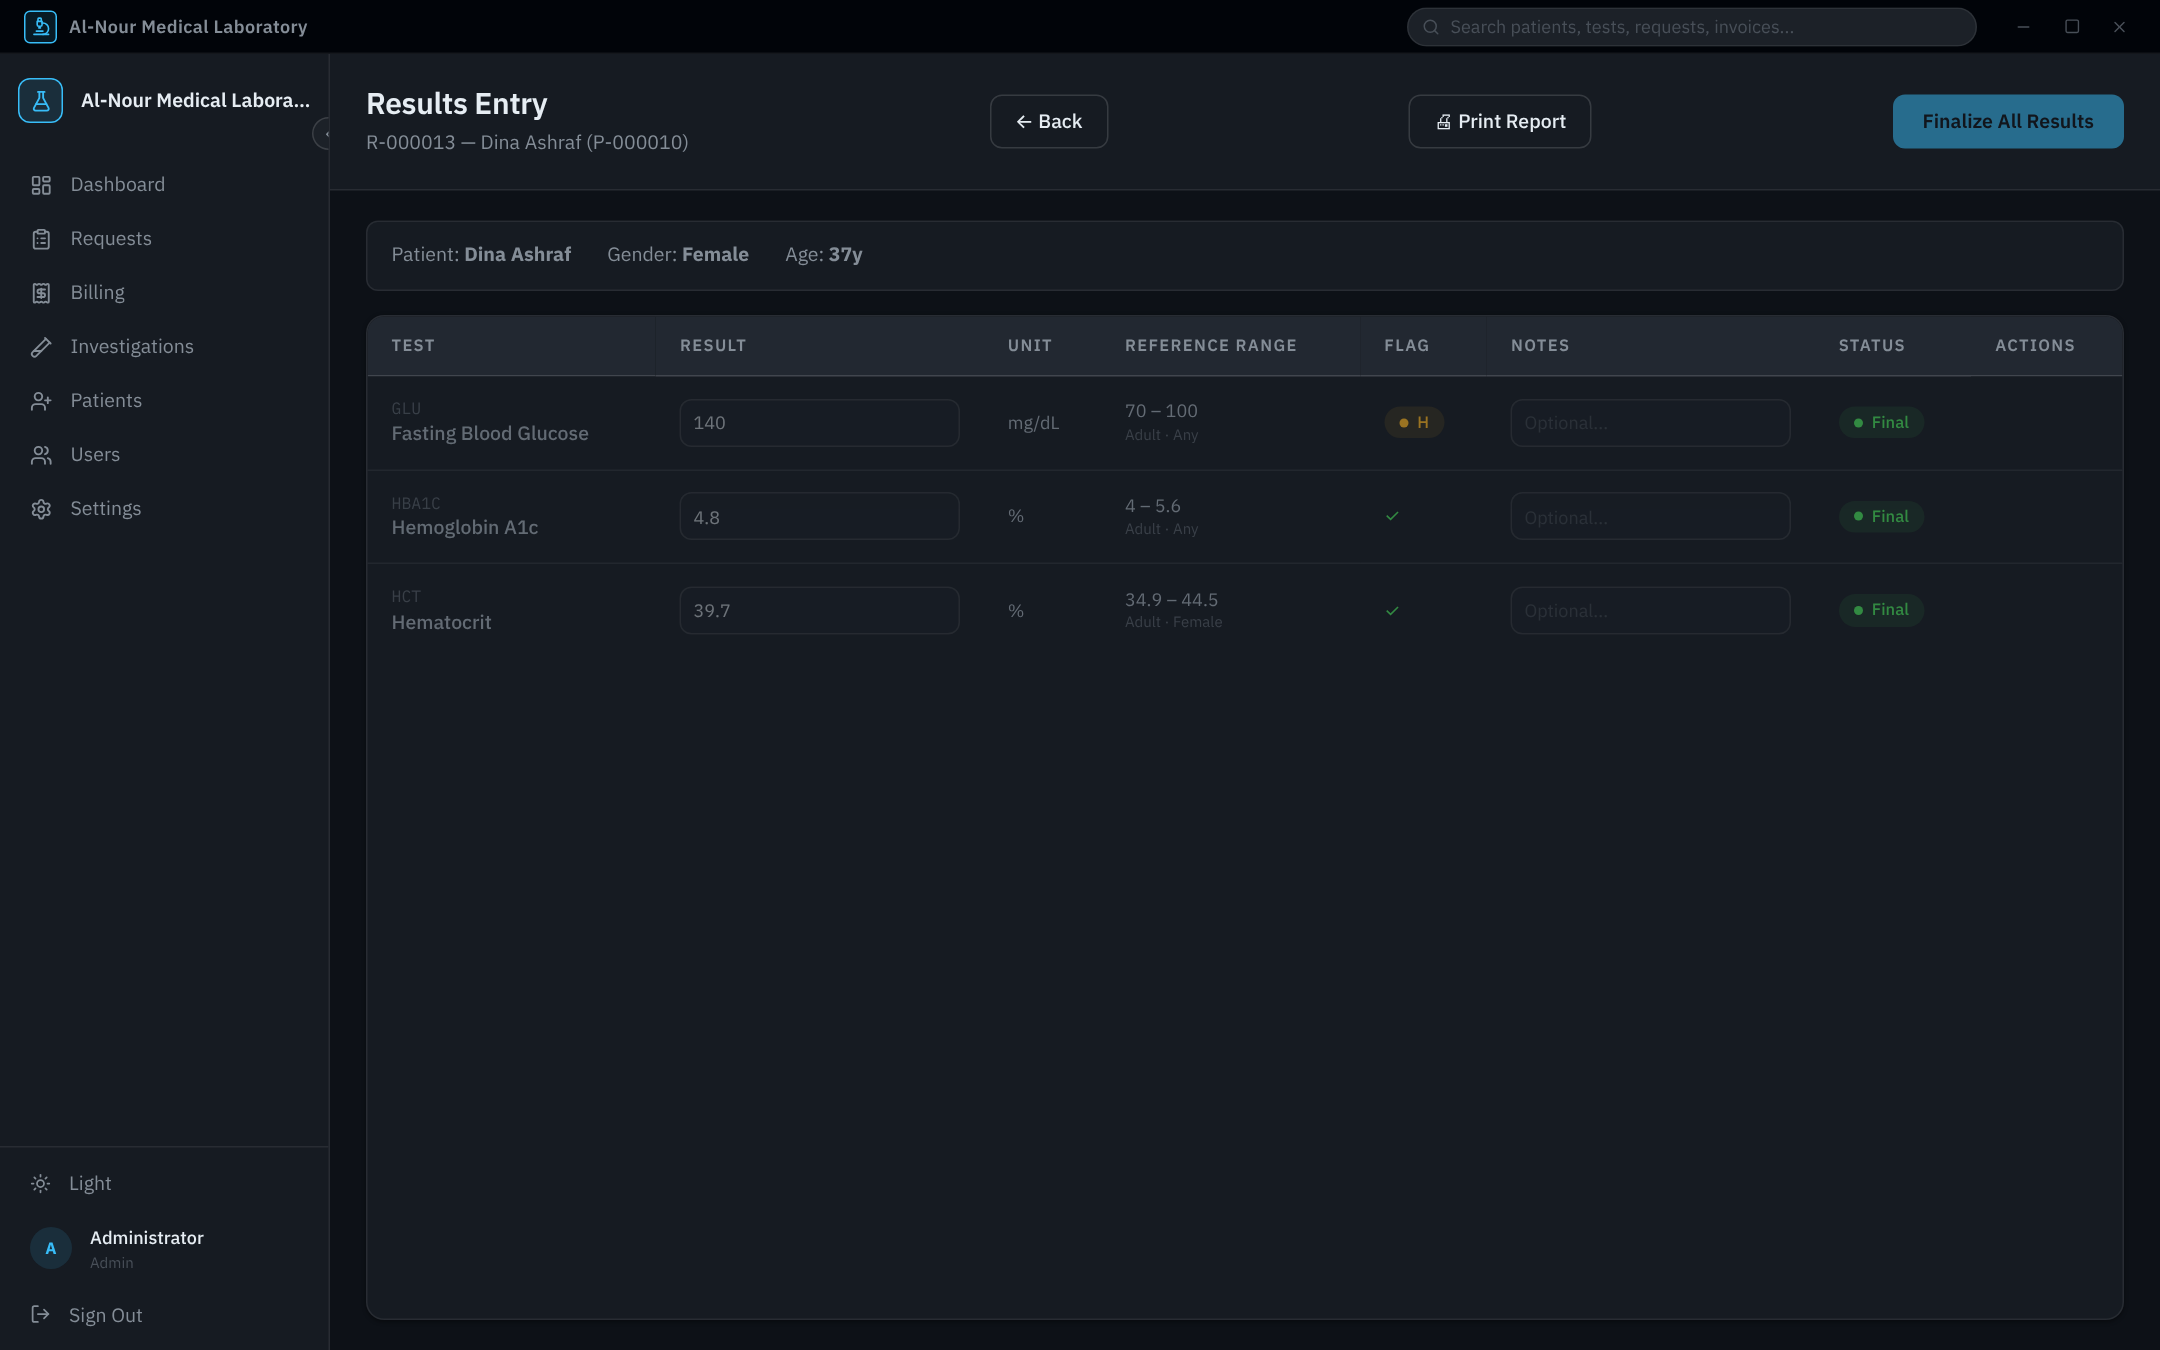 Al-Nour Medical Laboratory
Search patients, tests, requests, invoices...
Al-Nour Medical Labora...
Dashboard
Requests
Billing
Investigations
Patients
Users
Settings
Light
A
Administrator
Admin
Sign Out
Results Entry
R-000013 — Dina Ashraf (P-000010)
← Back
Print Report
Finalize All Results
Patient: Dina Ashraf Gender: Female Age: 37y
TEST RESULT UNIT REFERENCE RANGE FLAG NOTES STATUS ACTIONS
GLU
Fasting Blood Glucose
140
mg/dL
70 – 100
Adult · Any
H
Optional...
Final
HBA1C
Hemoglobin A1c
4.8
%
4 – 5.6
Adult · Any
✓
Optional...
Final
HCT
Hematocrit
39.7
%
34.9 – 44.5
Adult · Female
✓
Optional...
Final